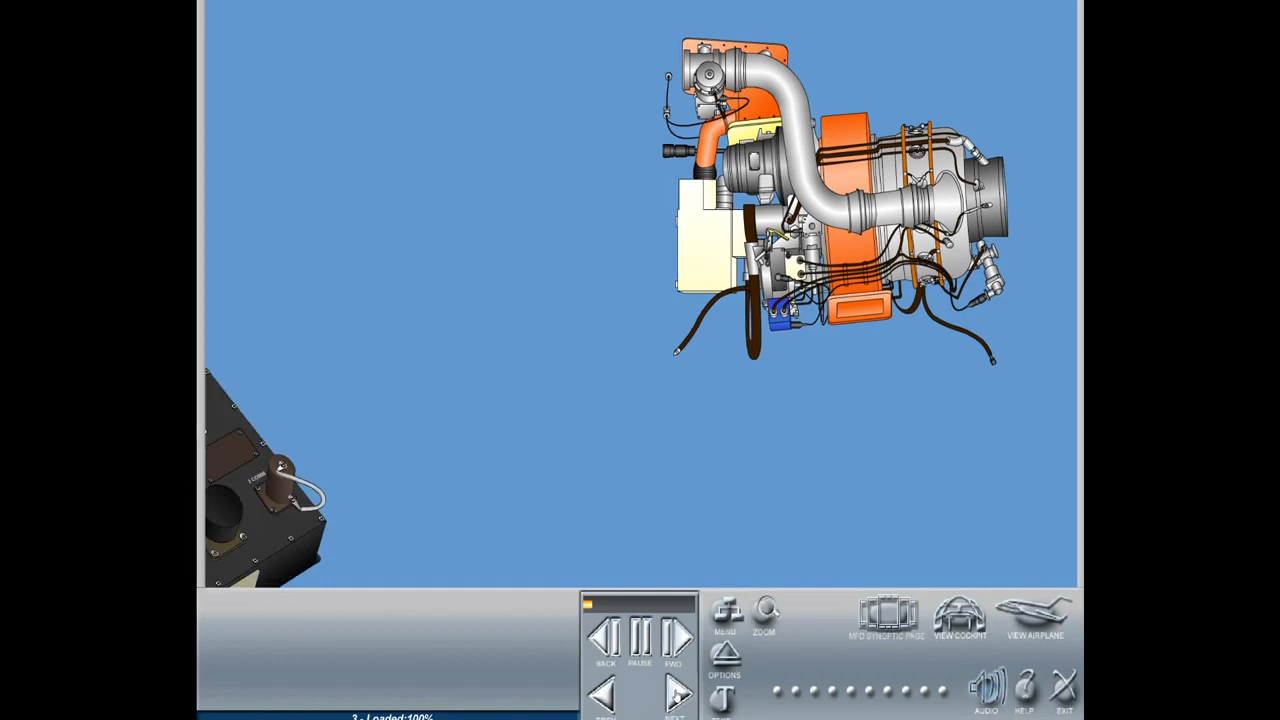 MENU
ZOOM
MFD SYNOPTIC PAGE
VIEW COCKPIT
VIEW AIRPLANE
BACK
PAUSE
FWD
OPTIONS
NEXT
AUDIO
HELP
EXIT
3 - Loaded:100%